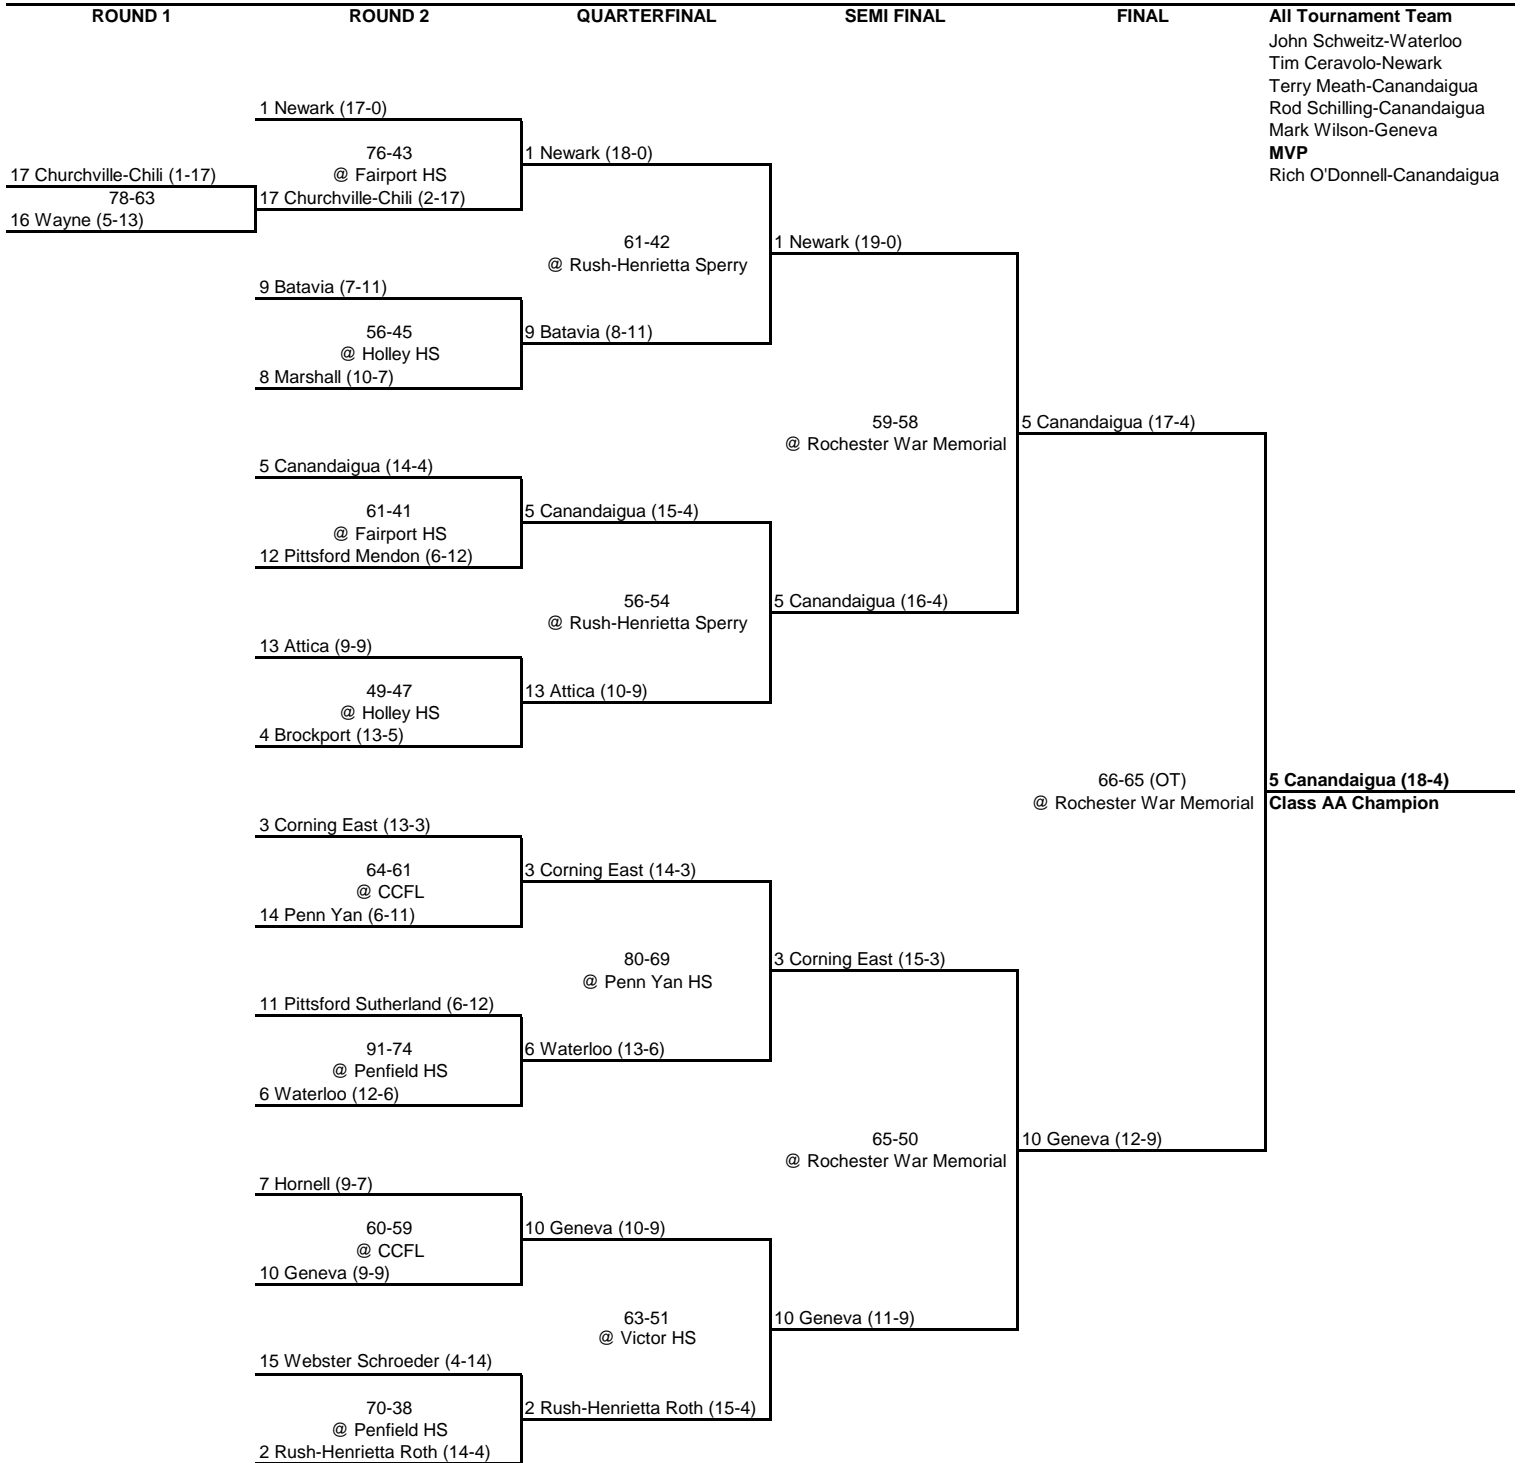 ROUND 1 ROUND 2 QUARTERFINAL SEMI FINAL FINAL All Tournament Team
John Schweitz-Waterloo
Tim Ceravolo-Newark
Terry Meath-Canandaigua
Rod Schilling-Canandaigua
Mark Wilson-Geneva
MVP
Rich O'Donnell-Canandaigua
1 Newark (17-0)
76-43
@ Fairport HS
1 Newark (18-0)
17 Churchville-Chili (1-17)
78-63
16 Wayne (5-13)
17 Churchville-Chili (2-17)
61-42
@ Rush-Henrietta Sperry
1 Newark (19-0)
9 Batavia (7-11)
56-45
@ Holley HS
9 Batavia (8-11)
8 Marshall (10-7)
59-58
@ Rochester War Memorial
5 Canandaigua (17-4)
5 Canandaigua (14-4)
61-41
@ Fairport HS
5 Canandaigua (15-4)
12 Pittsford Mendon (6-12)
56-54
@ Rush-Henrietta Sperry
5 Canandaigua (16-4)
13 Attica (9-9)
49-47
@ Holley HS
13 Attica (10-9)
4 Brockport (13-5)
66-65 (OT)
@ Rochester War Memorial
5 Canandaigua (18-4)
Class AA Champion
3 Corning East (13-3)
64-61
@ CCFL
3 Corning East (14-3)
14 Penn Yan (6-11)
80-69
@ Penn Yan HS
3 Corning East (15-3)
11 Pittsford Sutherland (6-12)
91-74
@ Penfield HS
6 Waterloo (13-6)
6 Waterloo (12-6)
65-50
@ Rochester War Memorial
10 Geneva (12-9)
7 Hornell (9-7)
60-59
@ CCFL
10 Geneva (10-9)
10 Geneva (9-9)
63-51
@ Victor HS
10 Geneva (11-9)
15 Webster Schroeder (4-14)
70-38
@ Penfield HS
2 Rush-Henrietta Roth (15-4)
2 Rush-Henrietta Roth (14-4)